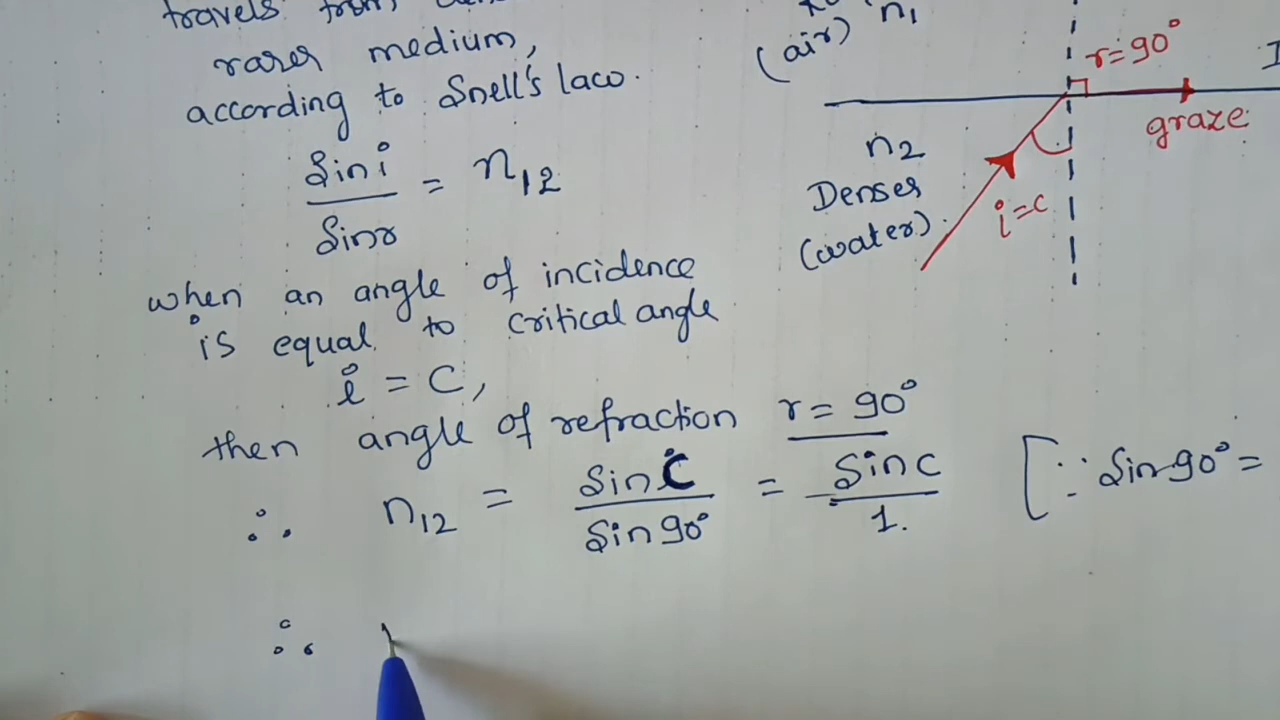 travels from
rarer medium,
according to Snell's law.
Sin i
/
Sin r
= n12
when an angle of incidence
is equal to critical angle
i = C,
then angle of refraction r = 90°
∴ n12 = Sin C / Sin 90° = Sin c / 1.
[∵ Sin 90° =
∴
(air) n1
r = 90°
graze
n2
Denser
(water).
i = c